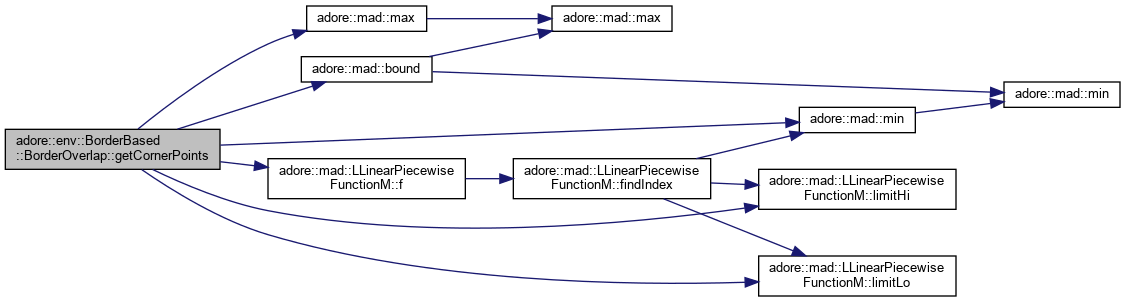 adore::env::BorderBased
::BorderOverlap::getCornerPoints
adore::mad::max
adore::mad::max
adore::mad::bound
adore::mad::min
adore::mad::min
adore::mad::LLinearPiecewise
FunctionM::f
adore::mad::LLinearPiecewise
FunctionM::findIndex
adore::mad::LLinearPiecewise
FunctionM::limitHi
adore::mad::LLinearPiecewise
FunctionM::limitLo